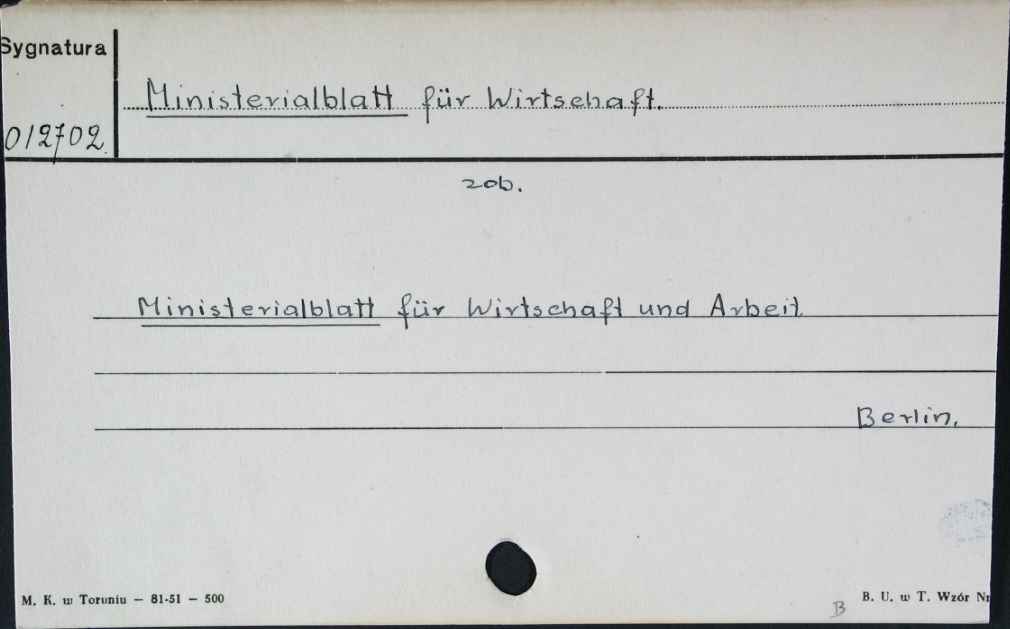 Sygnatura
Ministerialblatt für Wirtschaft.
012702.
zob.
Ministerialblatt für Wirtschaft und Arbeit.
Berlin,
M. K. w Toruniu — 81-51 — 500
B
B. U. w T. Wzór Nr